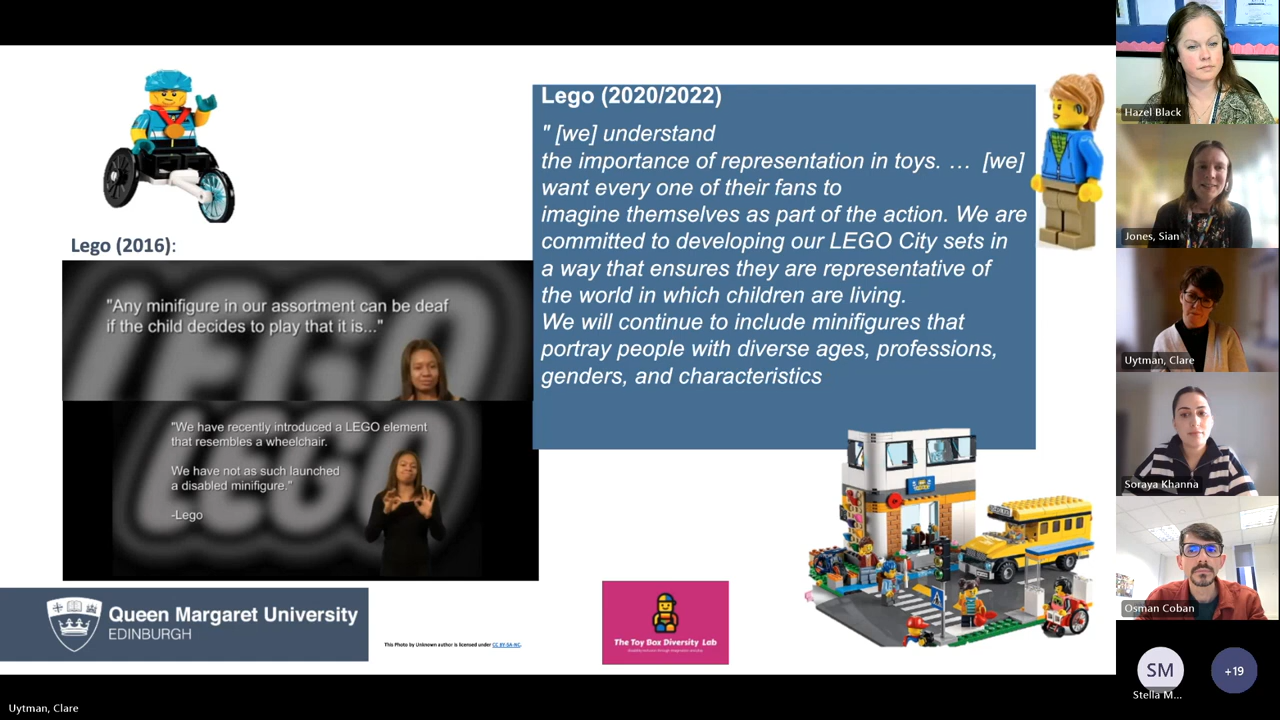 Lego (2016):
"Any minifigure in our assortment can be deaf
if the child decides to play that it is..."
"We have recently introduced a LEGO element
that resembles a wheelchair.
We have not as such launched
a disabled minifigure."
-Lego
LEGO
LEGO
Lego (2020/2022)
" [we] understand
the importance of representation in toys. … [we]
want every one of their fans to
imagine themselves as part of the action. We are
committed to developing our LEGO City sets in
a way that ensures they are representative of
the world in which children are living.
We will continue to include minifigures that
portray people with diverse ages, professions,
genders, and characteristics
Queen Margaret University
EDINBURGH
This Photo by Unknown author is licensed under CC BY-SA-NC.
The Toy Box Diversity Lab
Hazel Black
Jones, Sian
Uytman, Clare
Soraya Khanna
Osman Coban
SM
Stella M...
+19
Uytman, Clare